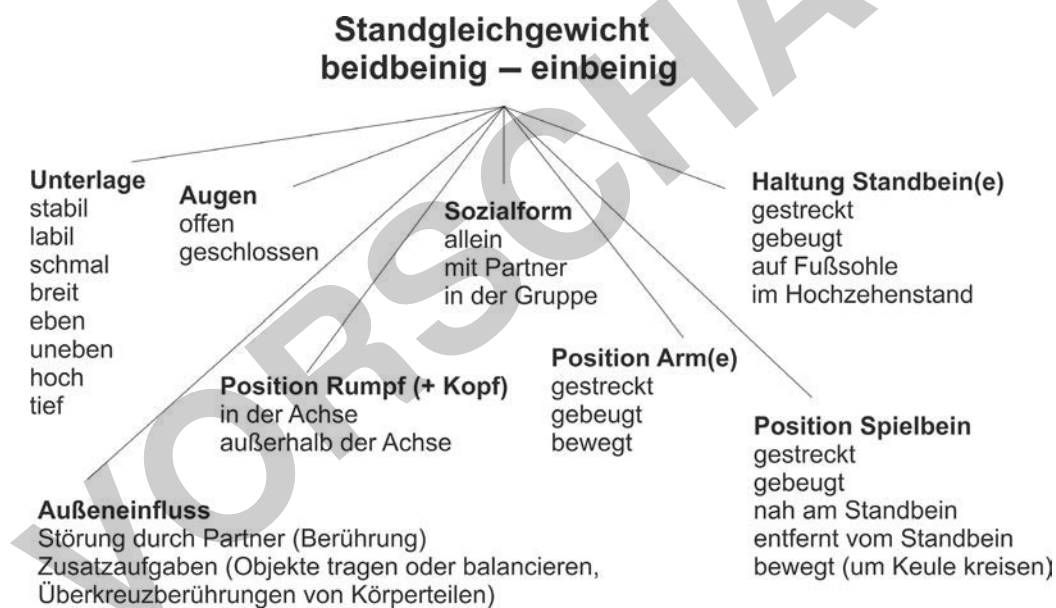 Standgleichgewicht
beidbeinig – einbeinig
Unterlage
stabil
labil
schmal
breit
eben
uneben
hoch
tief
Augen
offen
geschlossen
Sozialform
allein
mit Partner
in der Gruppe
Haltung Standbein(e)
gestreckt
gebeugt
auf Fußsohle
im Hochzehenstand
Position Rumpf (+ Kopf)
in der Achse
außerhalb der Achse
Position Arm(e)
gestreckt
gebeugt
bewegt
Position Spielbein
gestreckt
gebeugt
nah am Standbein
entfernt vom Standbein
bewegt (um Keule kreisen)
Außeneinfluss
Störung durch Partner (Berührung)
Zusatzaufgaben (Objekte tragen oder balancieren,
Überkreuzberührungen von Körperteilen)
VORSCHA